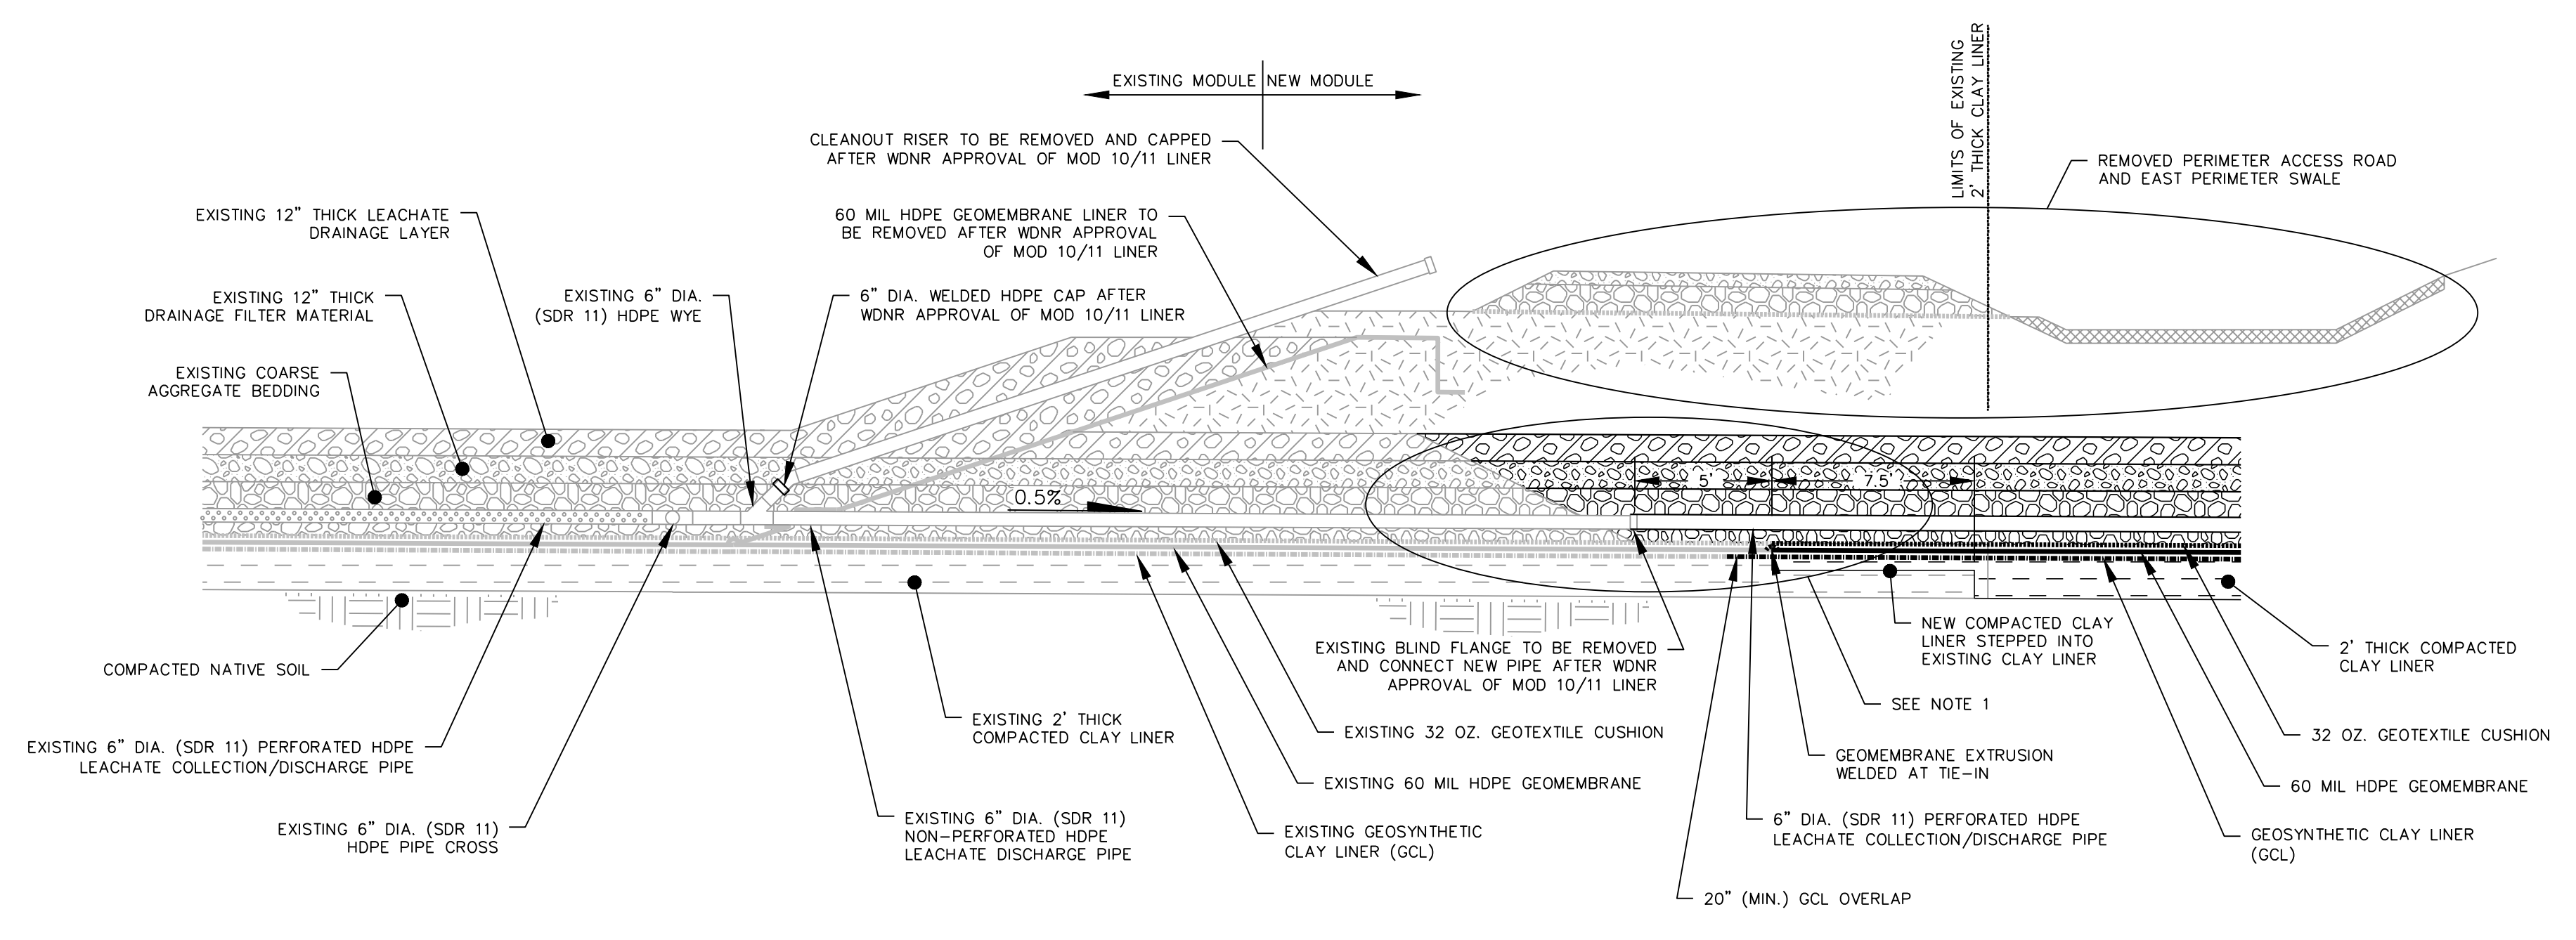 LIMITS OF EXISTING
2' THICK CLAY LINER
EXISTING MODULE
NEW MODULE
CLEANOUT RISER TO BE REMOVED AND CAPPED
AFTER WDNR APPROVAL OF MOD 10/11 LINER
REMOVED PERIMETER ACCESS ROAD
AND EAST PERIMETER SWALE
EXISTING 12" THICK LEACHATE
DRAINAGE LAYER
60 MIL HDPE GEOMEMBRANE LINER TO
BE REMOVED AFTER WDNR APPROVAL
OF MOD 10/11 LINER
EXISTING 12" THICK
DRAINAGE FILTER MATERIAL
EXISTING 6" DIA.
(SDR 11) HDPE WYE
6" DIA. WELDED HDPE CAP AFTER
WDNR APPROVAL OF MOD 10/11 LINER
EXISTING COARSE
AGGREGATE BEDDING
0.5%
5'
7.5'
COMPACTED NATIVE SOIL
EXISTING BLIND FLANGE TO BE REMOVED
AND CONNECT NEW PIPE AFTER WDNR
APPROVAL OF MOD 10/11 LINER
NEW COMPACTED CLAY
LINER STEPPED INTO
EXISTING CLAY LINER
2' THICK COMPACTED
CLAY LINER
SEE NOTE 1
EXISTING 2' THICK
COMPACTED CLAY LINER
EXISTING 32 OZ. GEOTEXTILE CUSHION
32 OZ. GEOTEXTILE CUSHION
EXISTING 6" DIA. (SDR 11) PERFORATED HDPE
LEACHATE COLLECTION/DISCHARGE PIPE
GEOMEMBRANE EXTRUSION
WELDED AT TIE-IN
EXISTING 60 MIL HDPE GEOMEMBRANE
60 MIL HDPE GEOMEMBRANE
EXISTING 6" DIA. (SDR 11)
HDPE PIPE CROSS
EXISTING 6" DIA. (SDR 11)
NON-PERFORATED HDPE
LEACHATE DISCHARGE PIPE
EXISTING GEOSYNTHETIC
CLAY LINER (GCL)
6" DIA. (SDR 11) PERFORATED HDPE
LEACHATE COLLECTION/DISCHARGE PIPE
GEOSYNTHETIC CLAY LINER
(GCL)
20" (MIN.) GCL OVERLAP